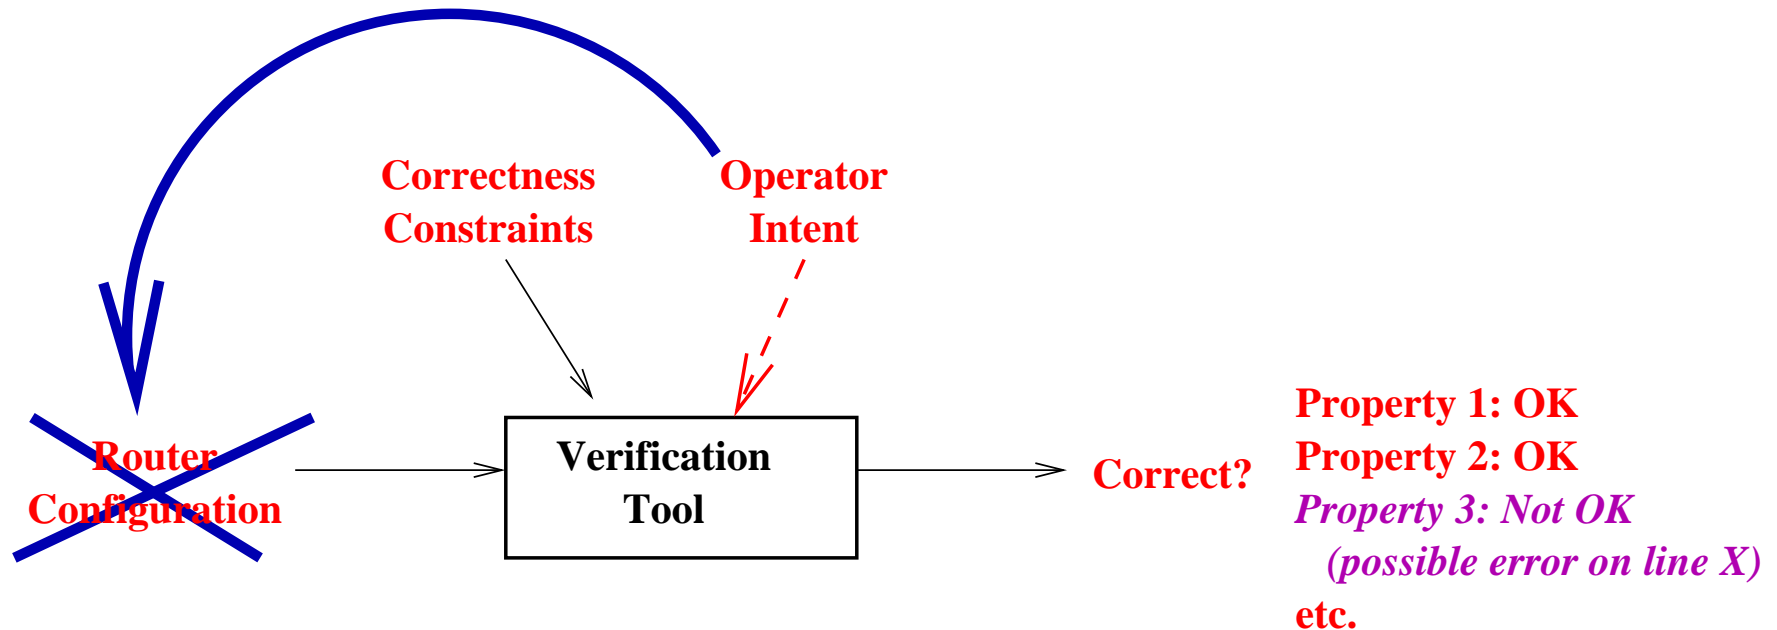 Correctness
Constraints
Operator
Intent
Router
Configuration
Verification
Tool
Correct?
Property 1: OK
Property 2: OK
Property 3: Not OK
(possible error on line X)
etc.